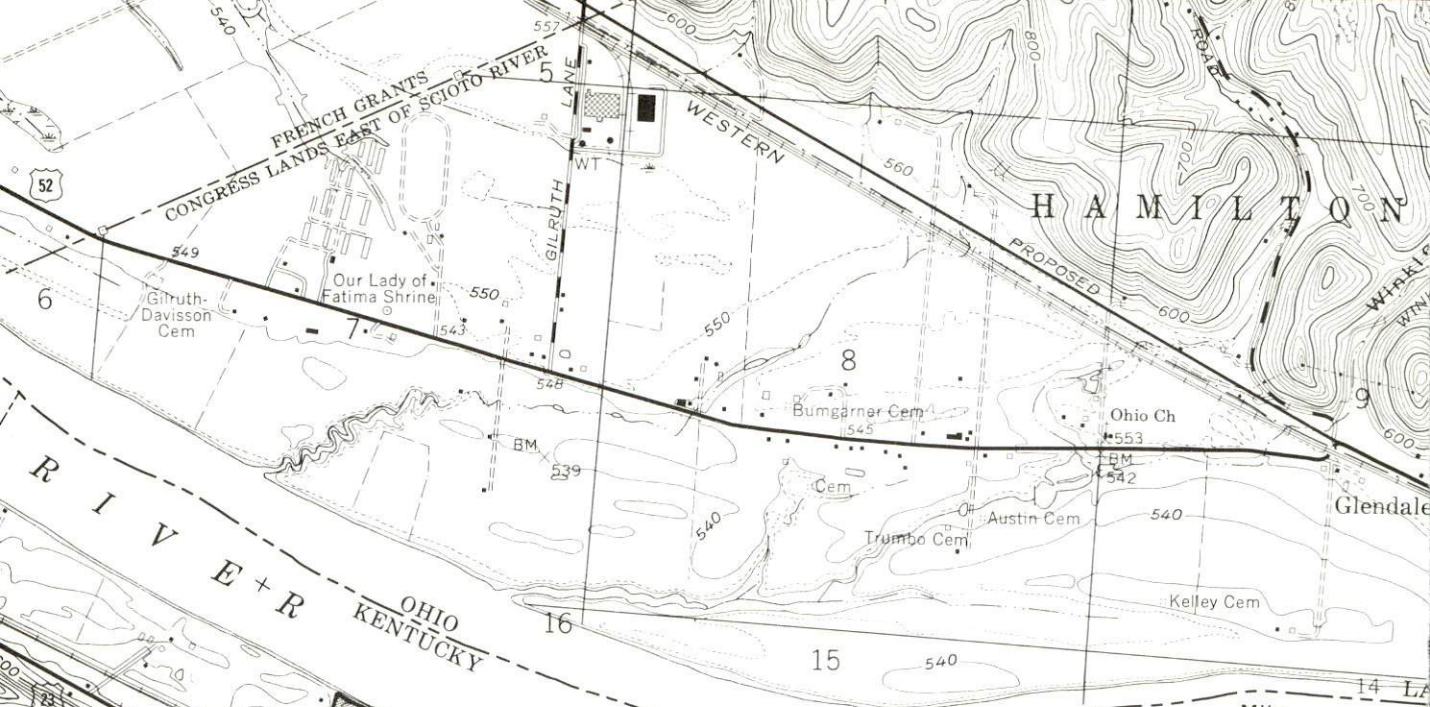 540
557
600
800
ROAD
5
LANE
FRENCH GRANTS
CONGRESS LANDS EAST OF SCIOTO RIVER
WESTERN
52
WT
560
700
700
GILRUTH
HAMILTON
549
PROPOSED
6
Gilruth-
Davisson
Cem
Our Lady of
Fatima Shrine
550
543
7
550
600
8
548
9
Bumgarner Cem
545
Ohio Ch
553
BM
542
600
BM
539
Cem
540
Trumbo Cem
Austin Cem
540
Glendale
RIVER
OHIO
KENTUCKY
16
Kelley Cem
15
540
14
23